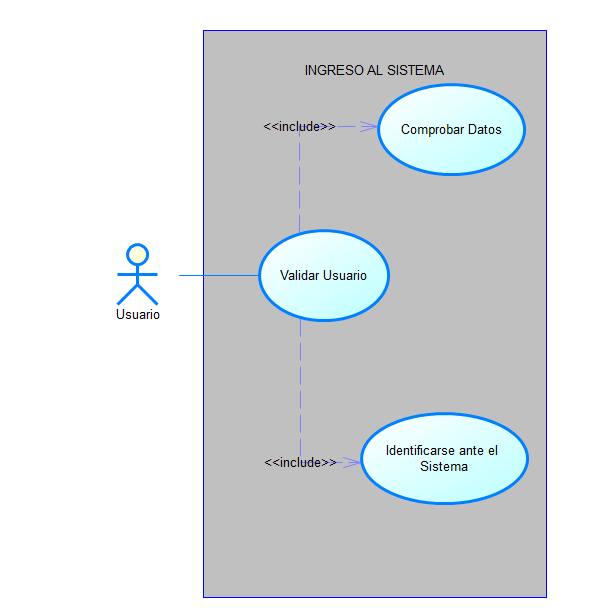 INGRESO AL SISTEMA
<<include>>
Comprobar Datos
Validar Usuario
Usuario
Identificarse ante el
Sistema
<<include>>